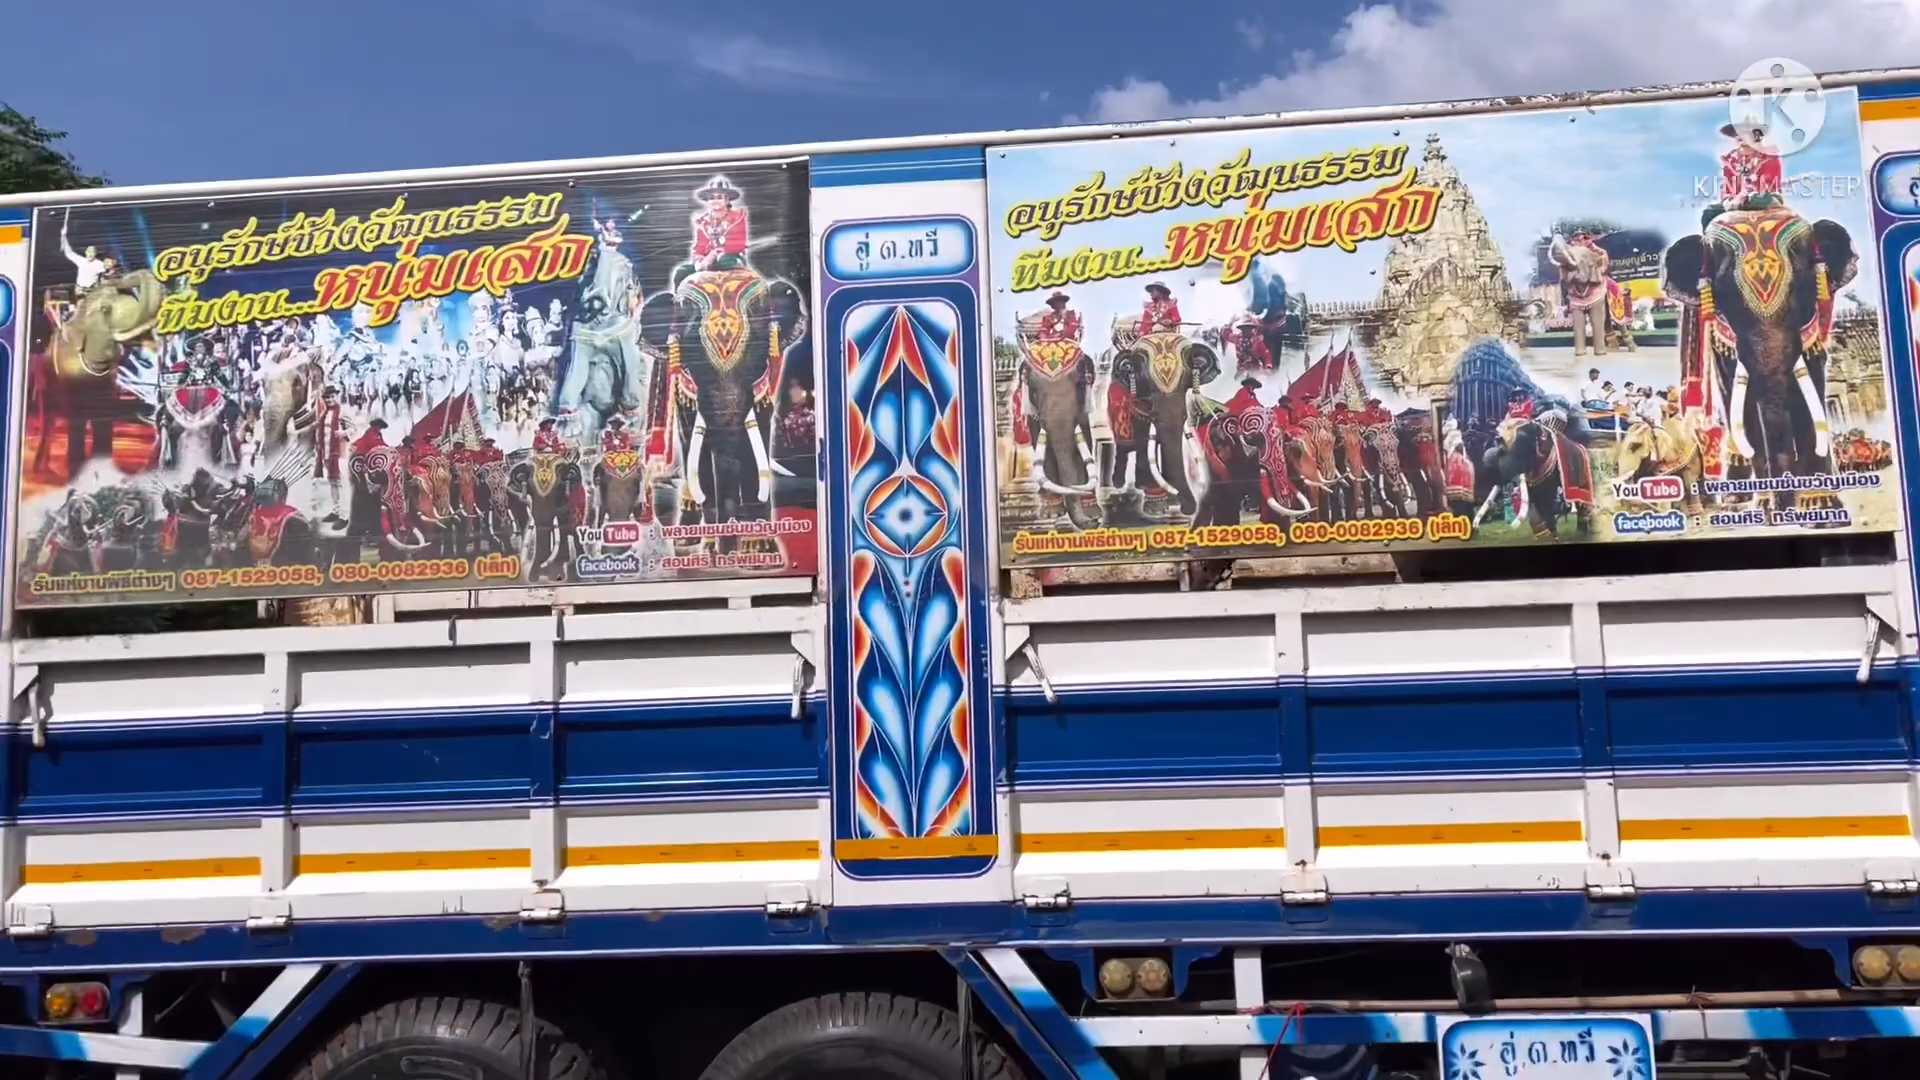 อนุรักษ์ช้างวัฒนธรรม
ทีมงาน...หนุ่มเสก
YouTube : พลายแซมซั่นขวัญเมือง
facebook : สอนศิริ ทรัพย์มาก
รับแห่งานพิธีต่างๆ 087-1529058, 080-0082936 (เล็ก)
อู่ ด.ทวี
อนุรักษ์ช้างวัฒนธรรม
ทีมงาน...หนุ่มเสก
YouTube : พลายแซมซั่นขวัญเมือง
facebook : สอนศิริ ทรัพย์มาก
รับแห่งานพิธีต่างๆ 087-1529058, 080-0082936 (เล็ก)
KINEMASTER
อู่ ด.ทวี